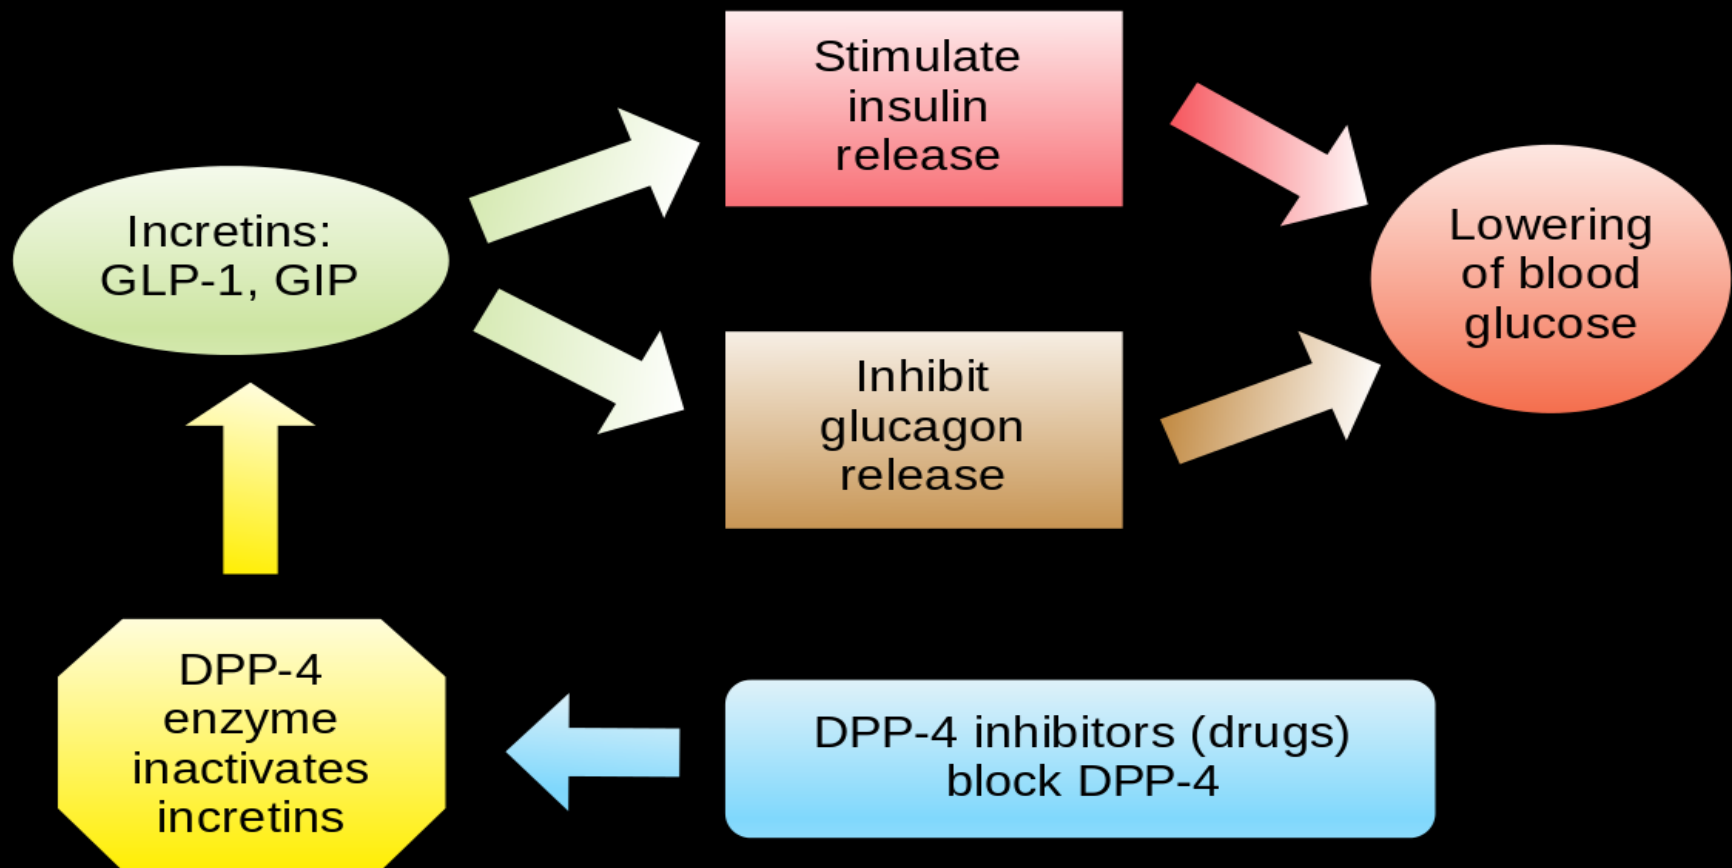 Stimulate
insulin
release
Incretins:
GLP-1, GIP
Lowering
of blood
glucose
Inhibit
glucagon
release
DPP-4
enzyme
inactivates
incretins
DPP-4 inhibitors (drugs)
block DPP-4